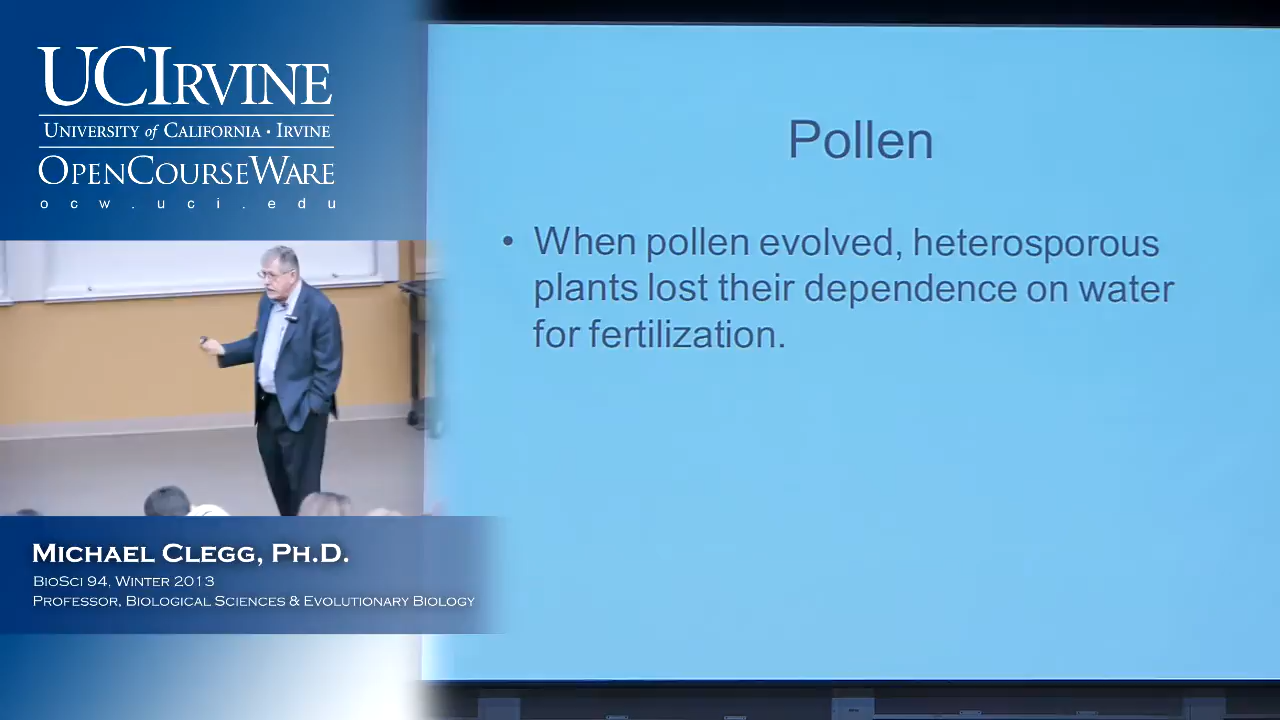 UCIRVINE
UNIVERSITY of CALIFORNIA · IRVINE
OPENCOURSEWARE
ocw.uci.edu
Pollen
• When pollen evolved, heterosporous
plants lost their dependence on water
for fertilization.
MICHAEL CLEGG, PH.D.
BIOSCI 94, WINTER 2013
PROFESSOR, BIOLOGICAL SCIENCES & EVOLUTIONARY BIOLOGY